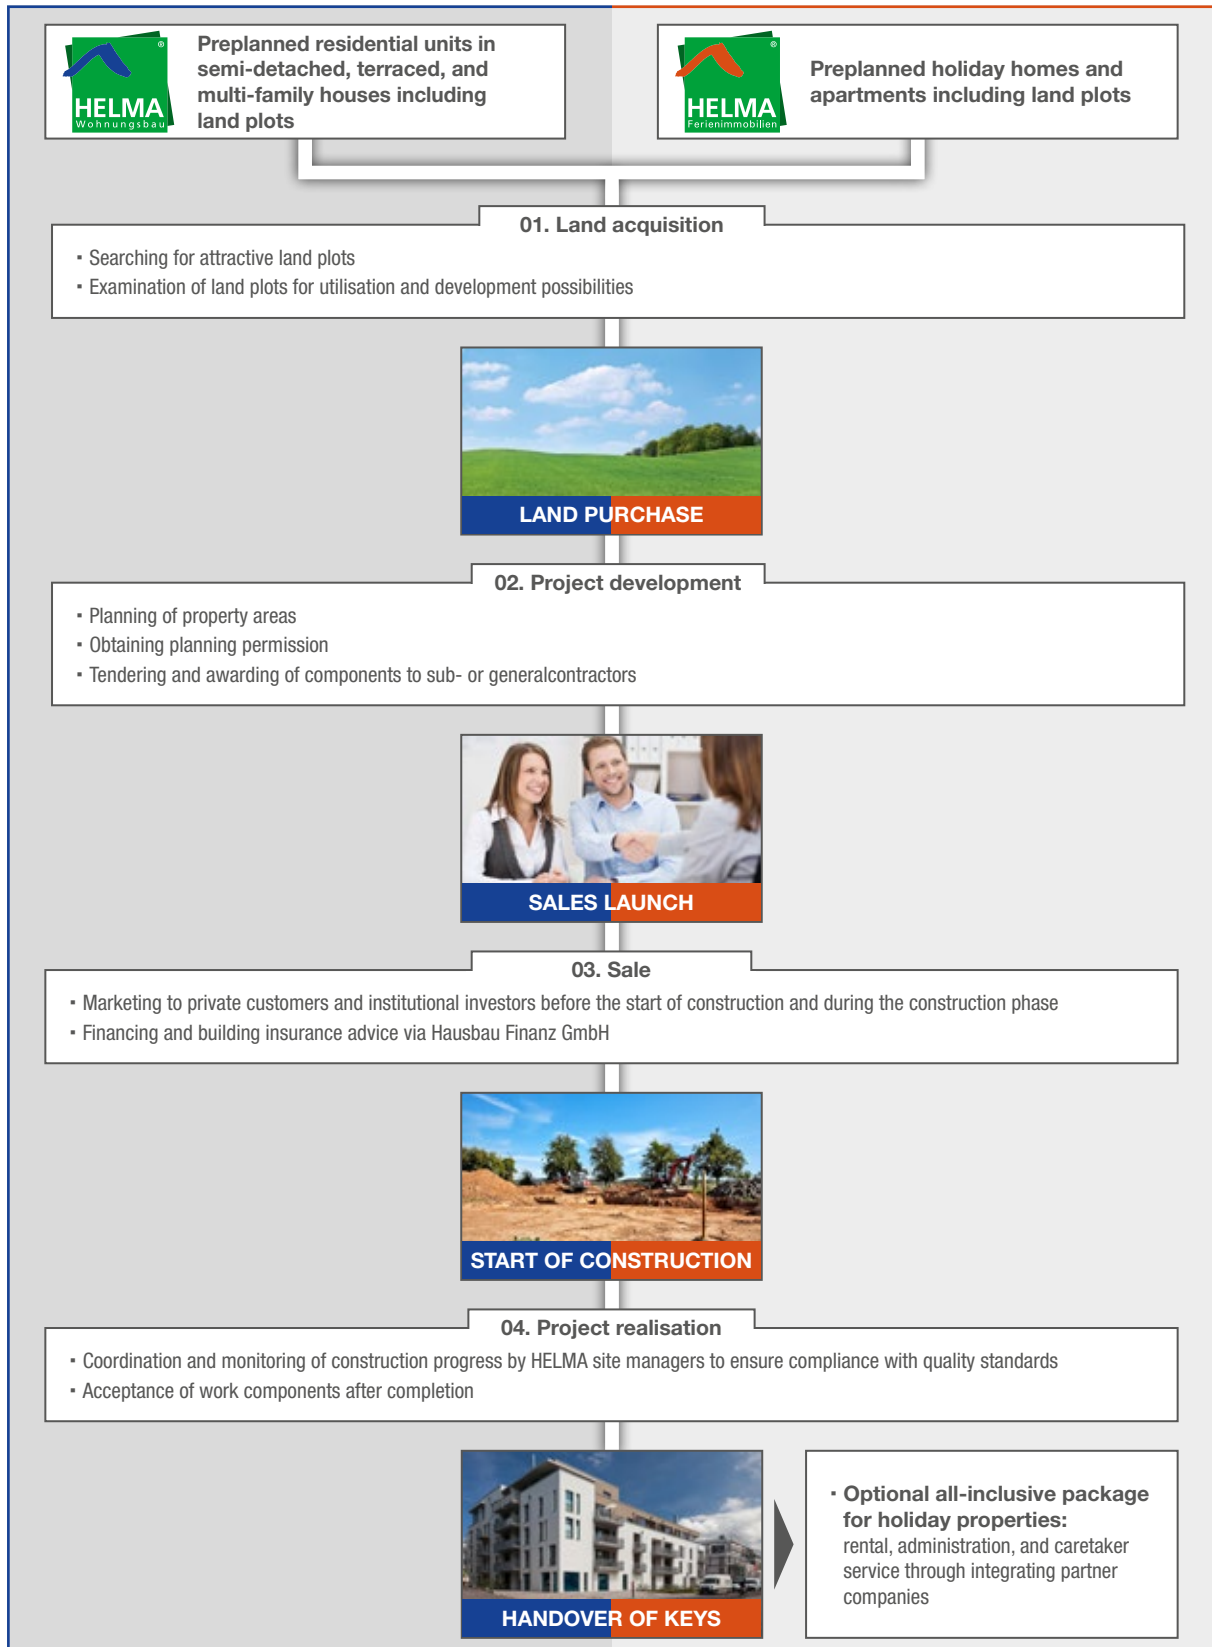 HELMA
Wohnungsbau
®
Preplanned residential units in
semi-detached, terraced, and
multi-family houses including
land plots
HELMA
Ferienimmobilien
®
Preplanned holiday homes and
apartments including land plots
01. Land acquisition
▪ Searching for attractive land plots
▪ Examination of land plots for utilisation and development possibilities
LAND PURCHASE
02. Project development
▪ Planning of property areas
▪ Obtaining planning permission
▪ Tendering and awarding of components to sub- or generalcontractors
SALES LAUNCH
03. Sale
▪ Marketing to private customers and institutional investors before the start of construction and during the construction phase
▪ Financing and building insurance advice via Hausbau Finanz GmbH
START OF CONSTRUCTION
04. Project realisation
▪ Coordination and monitoring of construction progress by HELMA site managers to ensure compliance with quality standards
▪ Acceptance of work components after completion
HANDOVER OF KEYS
▪ Optional all-inclusive package
for holiday properties:
rental, administration, and caretaker
service through integrating partner
companies